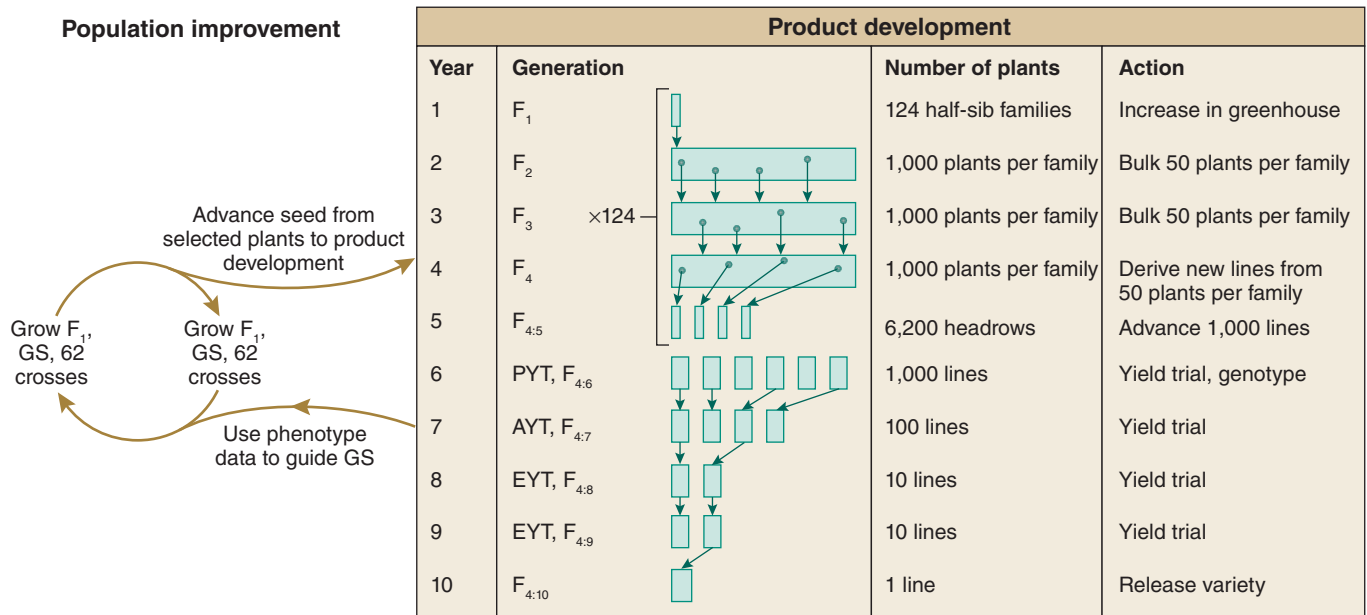 Population improvement
Advance seed from
selected plants to product
development
Grow F1,
GS, 62
crosses
Grow F1,
GS, 62
crosses
Use phenotype
data to guide GS
Product development
Year Generation Number of plants Action
1 F1 124 half-sib families Increase in greenhouse
2 F2 1,000 plants per family Bulk 50 plants per family
3 F3 ×124 1,000 plants per family Bulk 50 plants per family
4 F4 1,000 plants per family Derive new lines from
50 plants per family
5 F4:5 6,200 headrows Advance 1,000 lines
6 PYT, F4:6 1,000 lines Yield trial, genotype
7 AYT, F4:7 100 lines Yield trial
8 EYT, F4:8 10 lines Yield trial
9 EYT, F4:9 10 lines Yield trial
10 F4:10 1 line Release variety